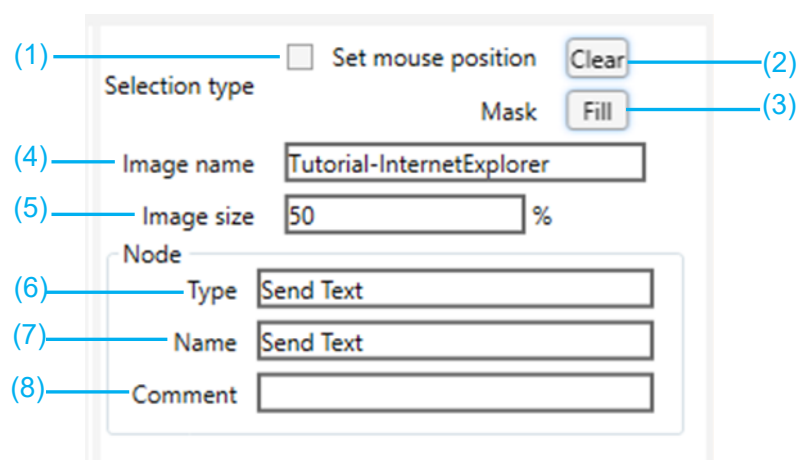 (1) Set mouse position Clear (2)
Selection type
Mask Fill (3)
(4) Image name Tutorial-InternetExplorer
(5) Image size 50 %
Node
(6) Type Send Text
(7) Name Send Text
(8) Comment